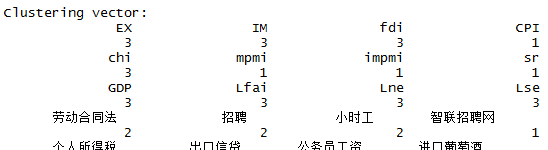 Clustering vector:
EX IM fdi CPI
3 3 3 1
chi mpmi impmi sr
3 1 1 1
GDP Lfai Lne Lse
3 3 3 3
劳动合同法 招聘 小时工 智联招聘网
2 2 2 1
个人所得税 出口信贷 公务员工资 进口葡萄酒